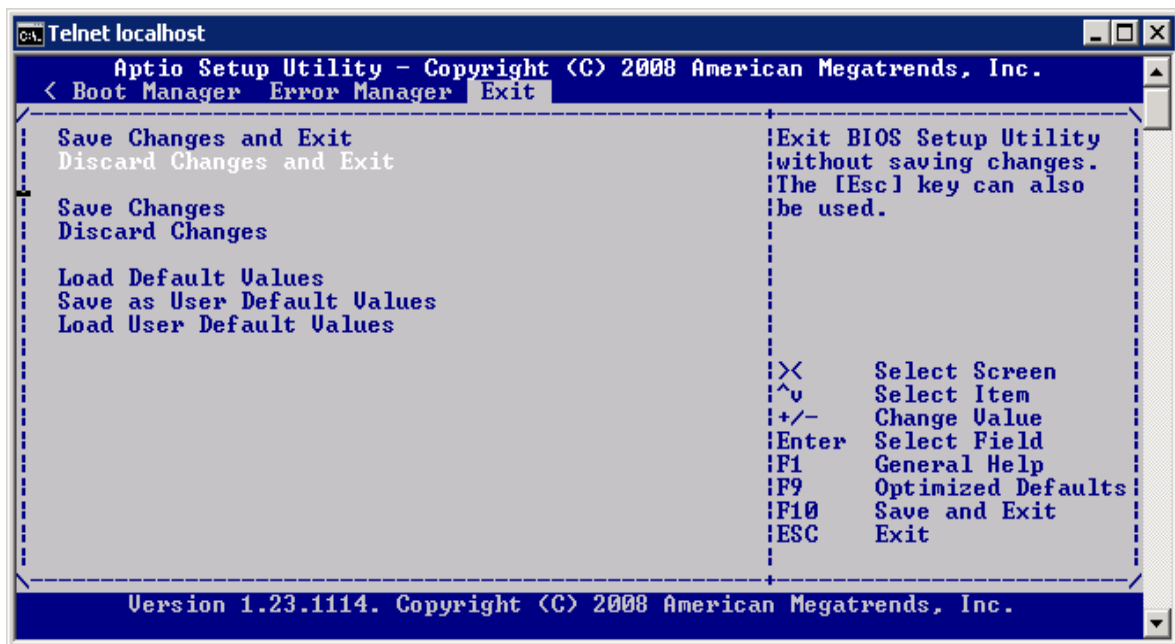 Telnet localhost
Aptio Setup Utility - Copyright (C) 2008 American Megatrends, Inc.
< Boot Manager Error Manager Exit
Save Changes and Exit
Discard Changes and Exit
Save Changes
Discard Changes
Load Default Values
Save as User Default Values
Load User Default Values
Exit BIOS Setup Utility
without saving changes.
The [Esc] key can also
be used.
>< Select Screen
^v Select Item
+/- Change Value
Enter Select Field
F1 General Help
F9 Optimized Defaults
F10 Save and Exit
ESC Exit
Version 1.23.1114. Copyright (C) 2008 American Megatrends, Inc.